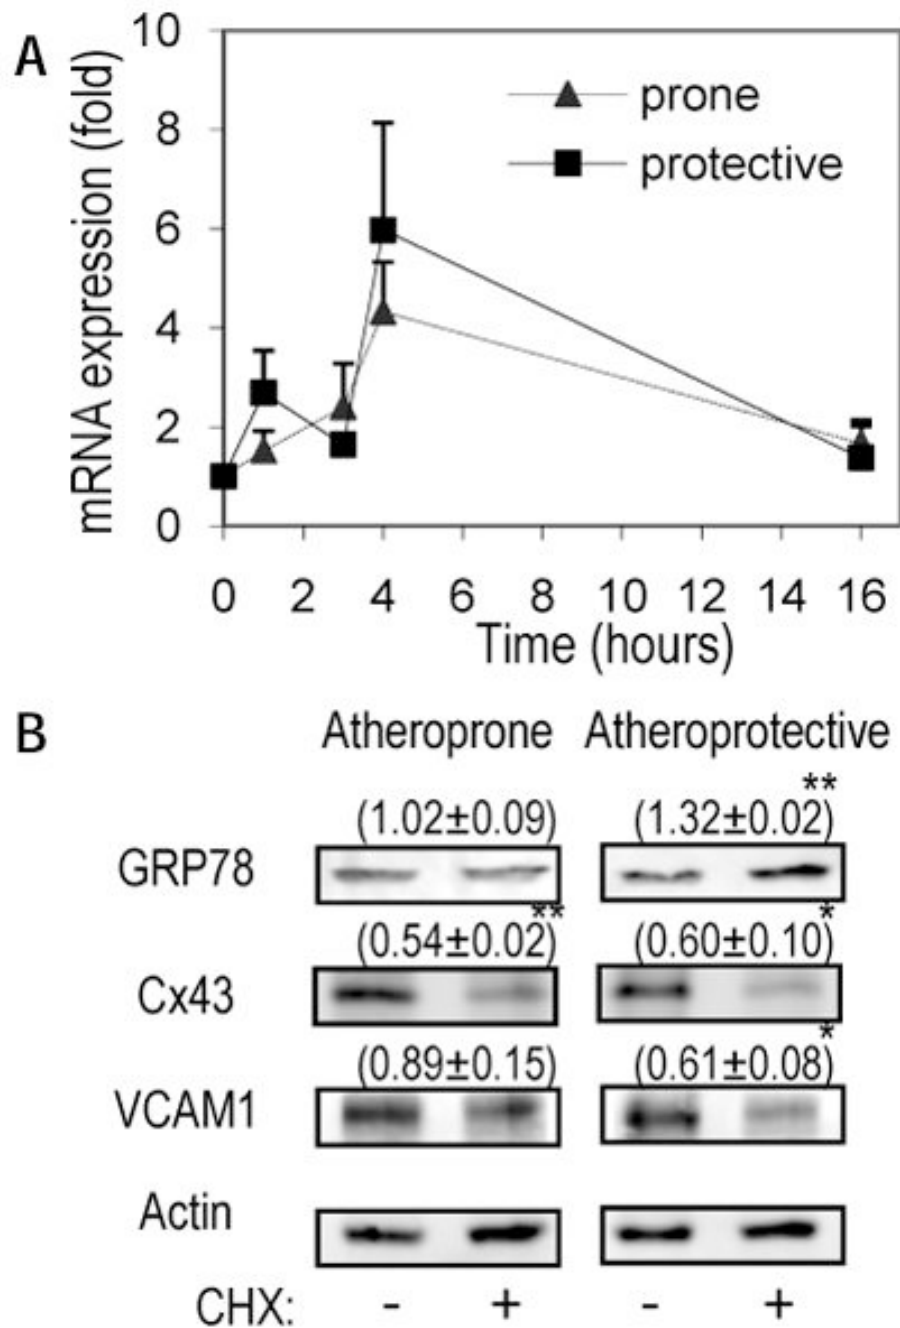 A
mRNA expression (fold)
10
8
6
4
2
0
prone
protective
0 2 4 6 8 10 12 14 16
Time (hours)
B
Atheroprone Atheroprotective
**
(1.02±0.09) (1.32±0.02)
GRP78
** *
(0.54±0.02) (0.60±0.10)
Cx43
*
(0.89±0.15) (0.61±0.08)
VCAM1
Actin
CHX: - + - +